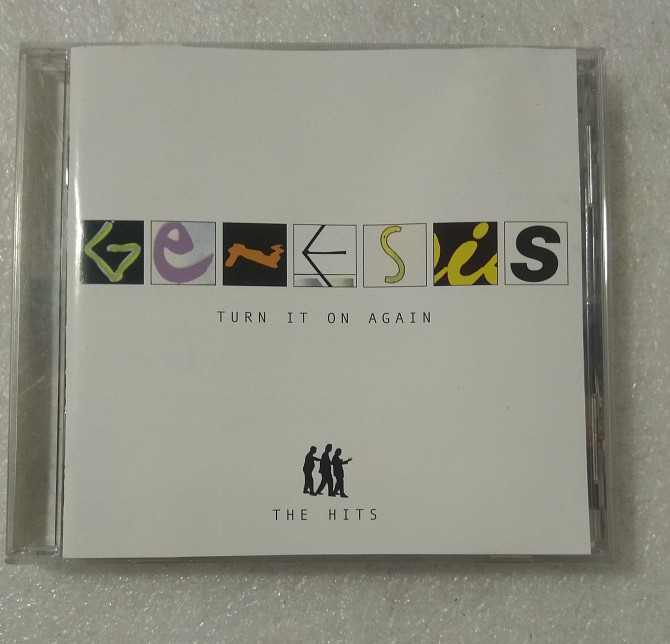 GeNESiS
TURN IT ON AGAIN
THE HITS